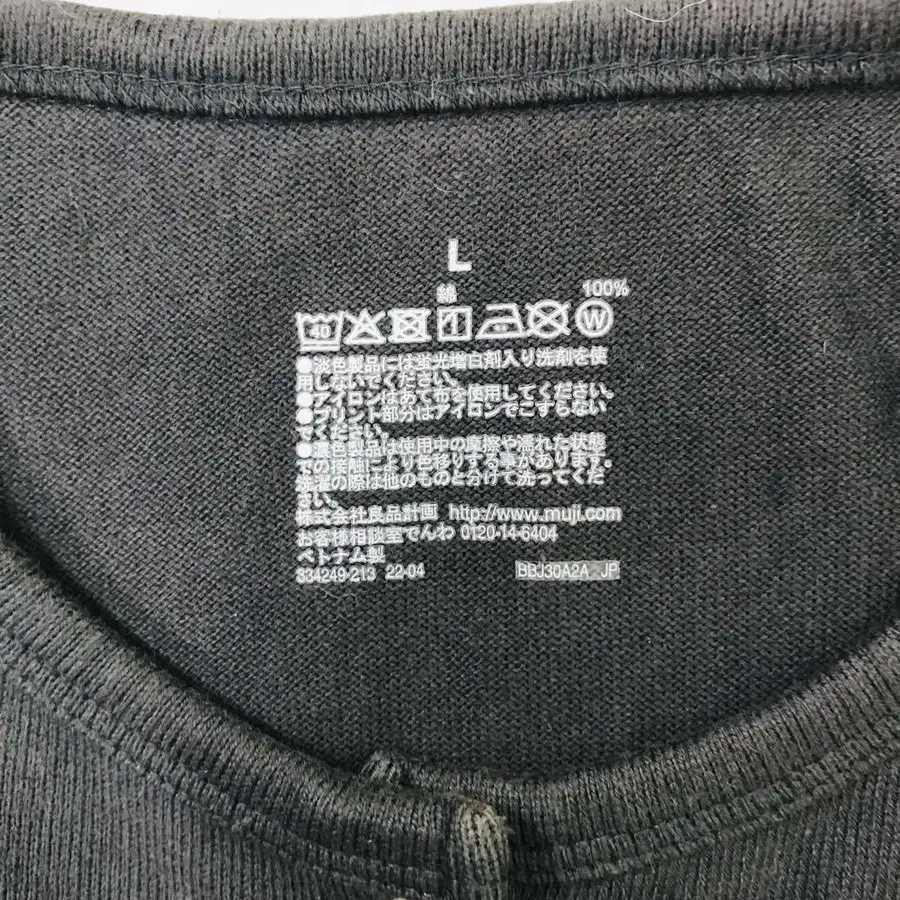 L
綿 100%
40 W
●淡色製品には蛍光増白剤入り洗剤を使
用しないでください。
●アイロンはあて布を使用してください。
●プリント部分はアイロンでこすらない
でください。
●濃色製品は使用中の摩擦や濡れた状態
での接触により色移りする事があります。
洗濯の際は他のものと分けて洗ってくだ
さい。
株式会社良品計画 http://www.muji.com
お客様相談室でんわ 0120-14-6404
ベトナム製
334249-213 22-04 BBJ30A2A JP